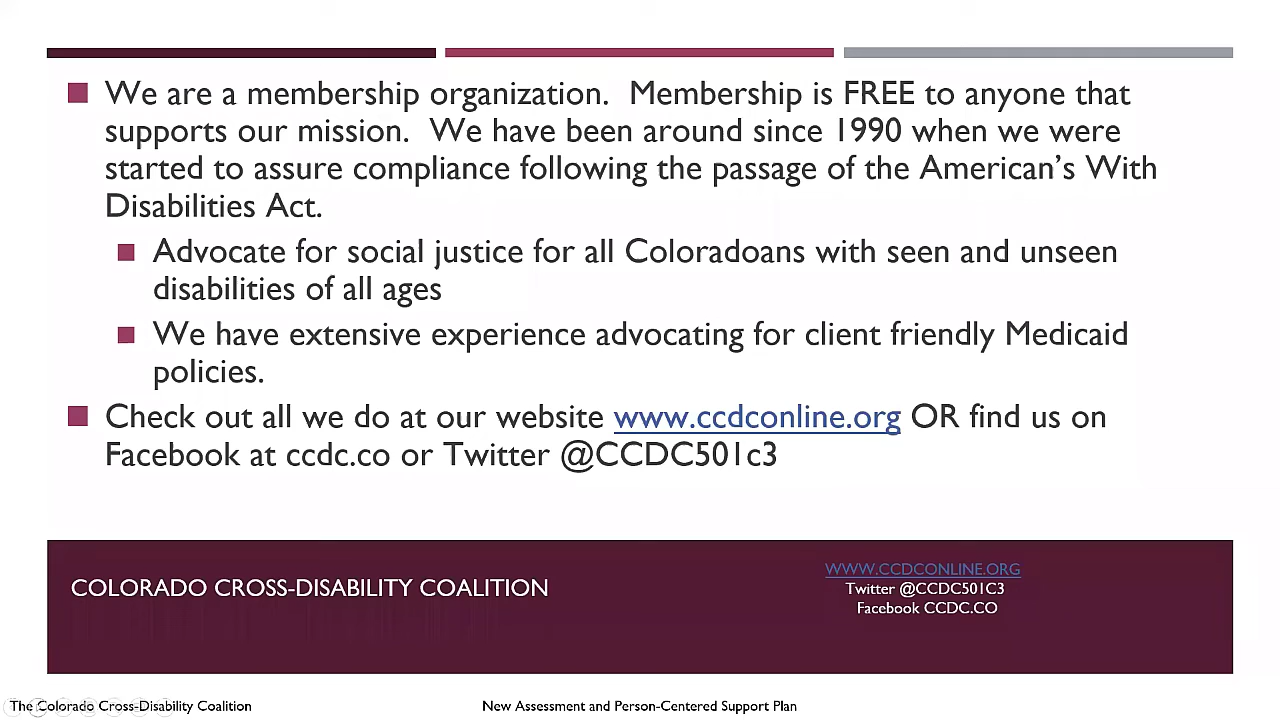 We are a membership organization.  Membership is FREE to anyone that
supports our mission.  We have been around since 1990 when we were
started to assure compliance following the passage of the American’s With
Disabilities Act.
Advocate for social justice for all Coloradoans with seen and unseen
disabilities of all ages
We have extensive experience advocating for client friendly Medicaid
policies.
Check out all we do at our website www.ccdconline.org OR find us on
Facebook at ccdc.co or Twitter @CCDC501c3
COLORADO CROSS-DISABILITY COALITION
WWW.CCDCONLINE.ORG
Twitter @CCDC501C3
Facebook CCDC.CO
The Colorado Cross-Disability Coalition
New Assessment and Person-Centered Support Plan